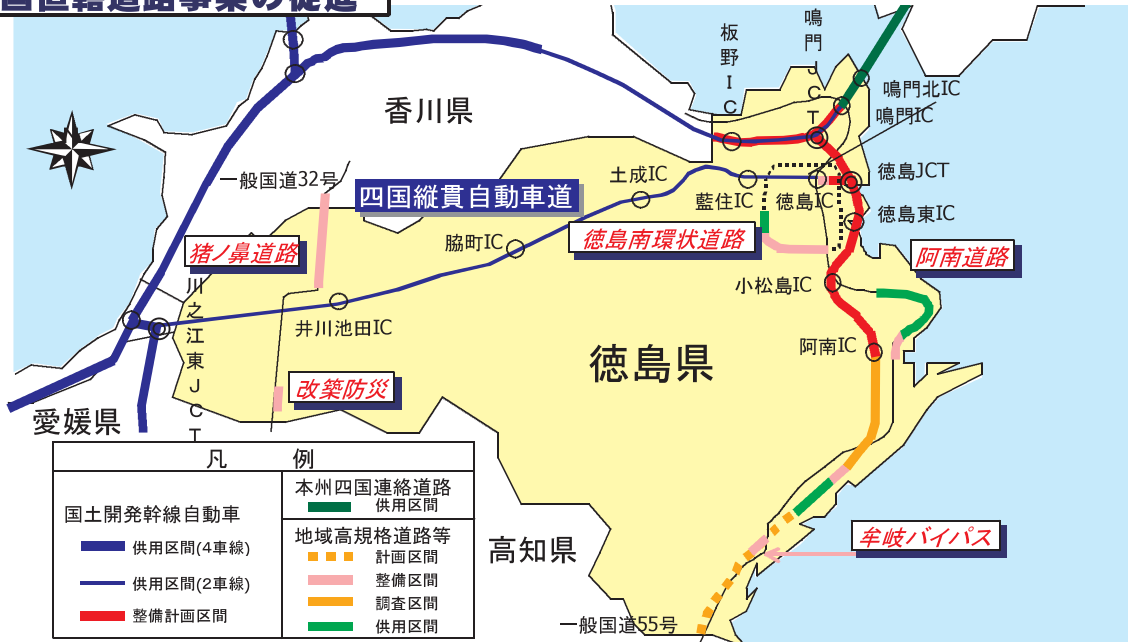 直轄道路事業の促進
香川県
板野IC
鳴門JCT
鳴門北IC
鳴門IC
一般国道32号
四国縦貫自動車道
土成IC
藍住IC
徳島IC
徳島JCT
徳島東IC
脇町IC
徳島南環状道路
猪ノ鼻道路
阿南道路
川之江東JCT
井川池田IC
小松島IC
阿南IC
徳島県
改築防災
愛媛県
高知県
牟岐バイパス
一般国道55号
凡 例
国土開発幹線自動車
供用区間(4車線)
供用区間(2車線)
整備計画区間
本州四国連絡道路
供用区間
地域高規格道路等
計画区間
整備区間
調査区間
供用区間